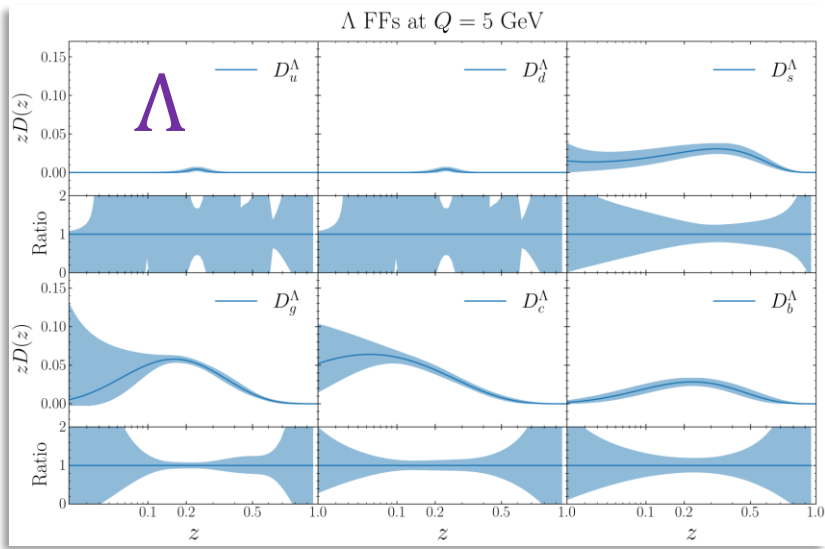 Λ FFs at Q = 5 GeV
zD(z)
0.15
0.10
0.05
0.00
Λ
D_u^Λ
D_d^Λ
D_s^Λ
Ratio
2
1
0
zD(z)
0.15
0.10
0.05
0.00
D_g^Λ
D_c^Λ
D_b^Λ
Ratio
2
1
0
0.1 0.2 0.5 1.0 0.1 0.2 0.5 1.0 0.1 0.2 0.5 1.0
z z z